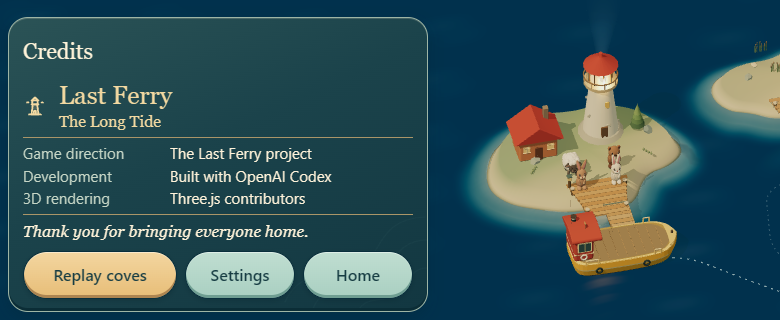 Credits
Last Ferry
The Long Tide
Game direction The Last Ferry project
Development Built with OpenAI Codex
3D rendering Three.js contributors
Thank you for bringing everyone home.
Replay coves Settings Home